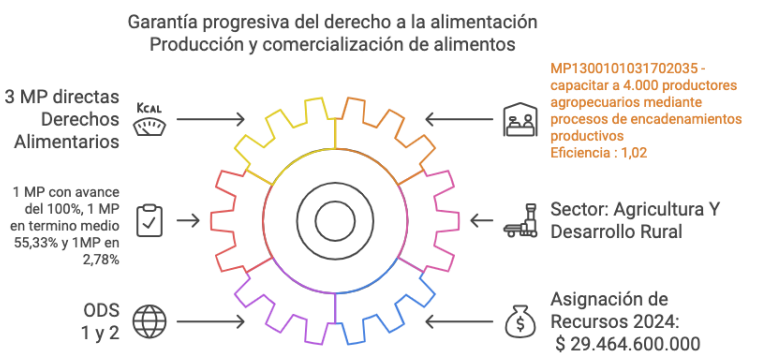 Garantía progresiva del derecho a la alimentación
Producción y comercialización de alimentos
3 MP directas
Derechos
Alimentarios
KCAL
1 MP con avance
del 100%, 1 MP
en termino medio
55,33% y 1MP en
2,78%
ODS
1 y 2
MP1300101031702035 -
capacitar a 4.000 productores
agropecuarios mediante
procesos de encadenamientos
productivos
Eficiencia : 1,02
Sector: Agricultura Y
Desarrollo Rural
Asignación de
Recursos 2024:
$ 29.464.600.000
$